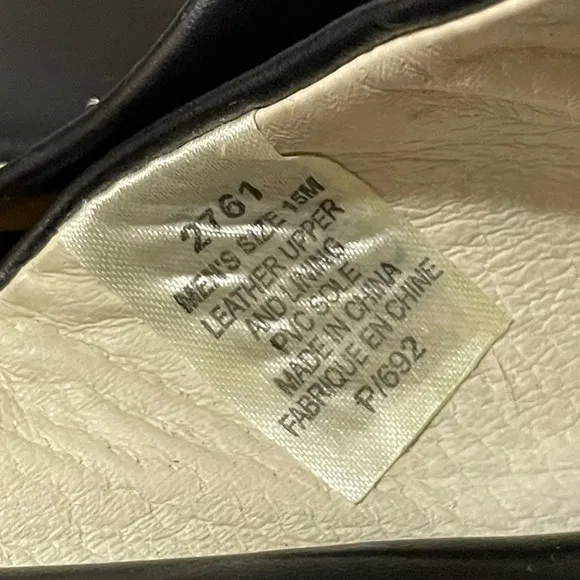 2761
MEN'S SIZE 15M
LEATHER UPPER
AND LINING
PVC SOLE
MADE IN CHINA
FABRIQUE EN CHINE
P/692